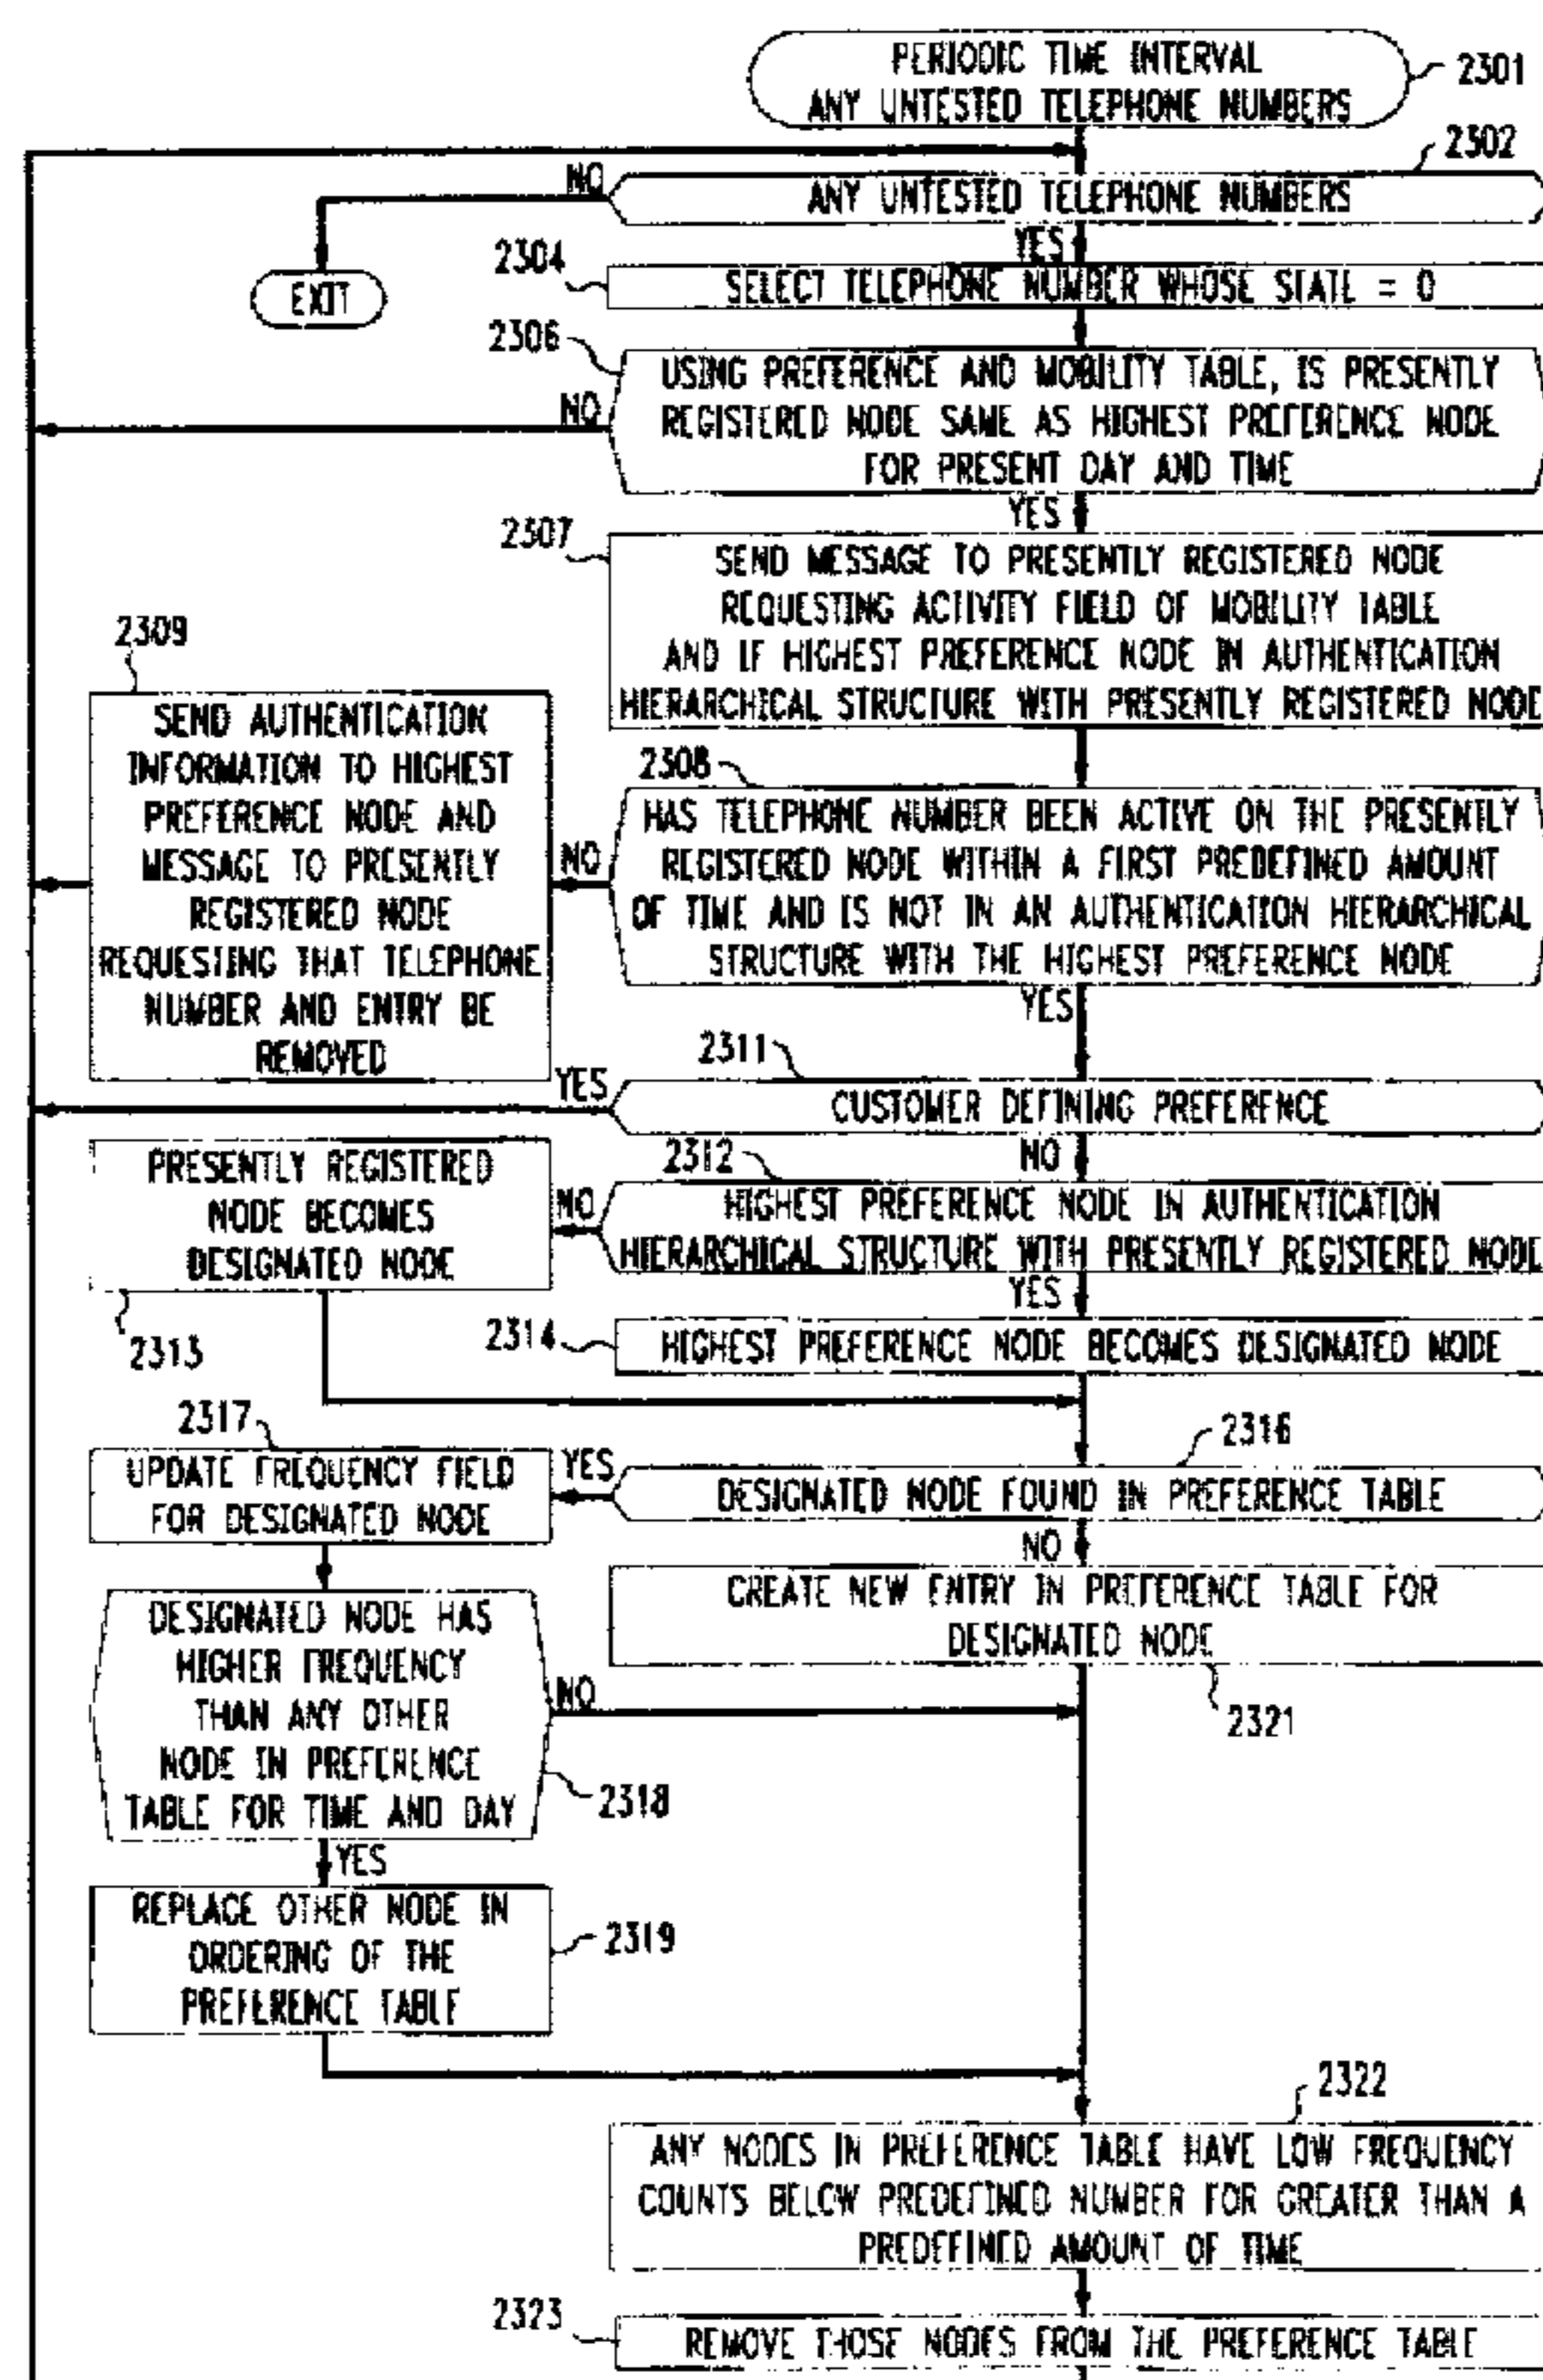 PERIODIC TIME INTERVAL
ANY UNTESTED TELEPHONE NUMBERS
2301
2302
NO
ANY UNTESTED TELEPHONE NUMBERS
YES
EXIT
2304
SELECT TELEPHONE NUMBER WHOSE STATE = 0
2306
USING PREFERENCE AND MOBILITY TABLE, IS PRESENTLY
REGISTERED NODE SAME AS HIGHEST PREFERENCE NODE
FOR PRESENT DAY AND TIME
NO
YES
2307
SEND MESSAGE TO PRESENTLY REGISTERED NODE
REQUESTING ACTIVITY FIELD OF MOBILITY TABLE
AND IF HIGHEST PREFERENCE NODE IN AUTHENTICATION
HIERARCHICAL STRUCTURE WITH PRESENTLY REGISTERED NODE
2309
SEND AUTHENTICATION
INFORMATION TO HIGHEST
PREFERENCE NODE AND
MESSAGE TO PRESENTLY
REGISTERED NODE
REQUESTING THAT TELEPHONE
NUMBER AND ENTRY BE
REMOVED
2308
HAS TELEPHONE NUMBER BEEN ACTIVE ON THE PRESENTLY
REGISTERED NODE WITHIN A FIRST PREDEFINED AMOUNT
OF TIME AND IS NOT IN AN AUTHENTICATION HIERARCHICAL
STRUCTURE WITH THE HIGHEST PREFERENCE NODE
NO
YES
2311
YES
CUSTOMER DEFINING PREFERENCE
NO
2312
HIGHEST PREFERENCE NODE IN AUTHENTICATION
HIERARCHICAL STRUCTURE WITH PRESENTLY REGISTERED NODE
NO
YES
PRESENTLY REGISTERED
NODE BECOMES
DESIGNATED NODE
2313
2314
HIGHEST PREFERENCE NODE BECOMES DESIGNATED NODE
2316
DESIGNATED NODE FOUND IN PREFERENCE TABLE
YES
NO
2317
UPDATE FREQUENCY FIELD
FOR DESIGNATED NODE
CREATE NEW ENTRY IN PREFERENCE TABLE FOR
DESIGNATED NODE
2321
DESIGNATED NODE HAS
HIGHER FREQUENCY
THAN ANY OTHER
NODE IN PREFERENCE
TABLE FOR TIME AND DAY
NO
2318
YES
REPLACE OTHER NODE IN
ORDERING OF THE
PREFERENCE TABLE
2319
2322
ANY NODES IN PREFERENCE TABLE HAVE LOW FREQUENCY
COUNTS BELOW PREDEFINED NUMBER FOR GREATER THAN A
PREDEFINED AMOUNT OF TIME
2323
REMOVE THOSE NODES FROM THE PREFERENCE TABLE